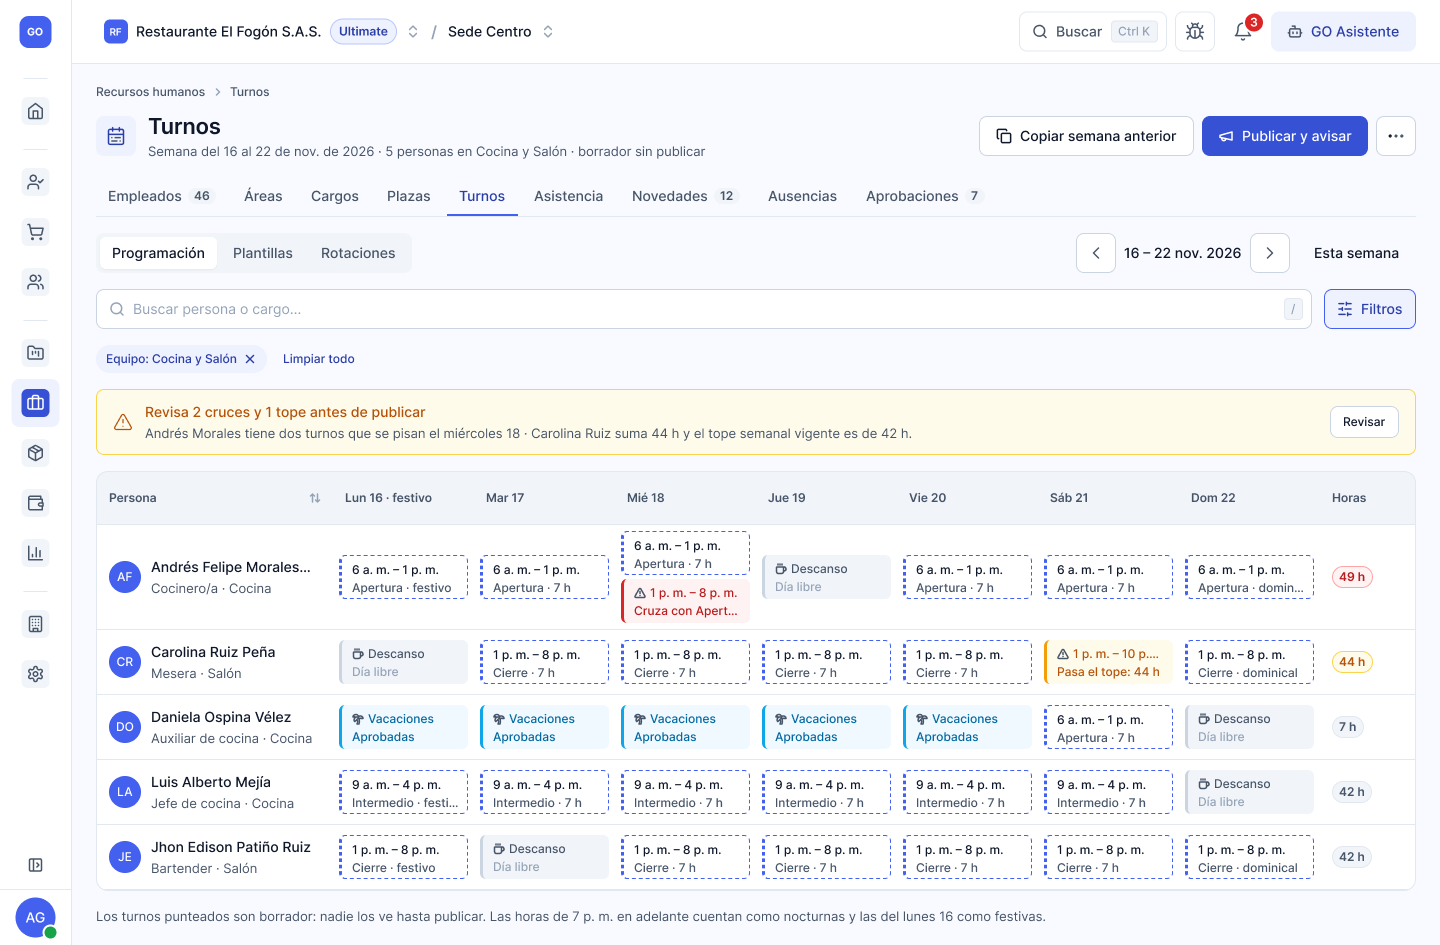 GO
RF Restaurante El Fogón S.A.S. Ultimate / Sede Centro
Buscar Ctrl K
3
GO Asistente
Recursos humanos > Turnos
Turnos
Semana del 16 al 22 de nov. de 2026 · 5 personas en Cocina y Salón · borrador sin publicar
Copiar semana anterior
Publicar y avisar
Empleados 46 Áreas Cargos Plazas Turnos Asistencia Novedades 12 Ausencias Aprobaciones 7
Programación Plantillas Rotaciones
16 – 22 nov. 2026
Esta semana
Buscar persona o cargo... /
Filtros
Equipo: Cocina y Salón
Limpiar todo
Revisa 2 cruces y 1 tope antes de publicar
Andrés Morales tiene dos turnos que se pisan el miércoles 18 · Carolina Ruiz suma 44 h y el tope semanal vigente es de 42 h.
Revisar
Persona Lun 16 · festivo Mar 17 Mié 18 Jue 19 Vie 20 Sáb 21 Dom 22 Horas
AF
Andrés Felipe Morales...
Cocinero/a · Cocina
6 a. m. – 1 p. m.
Apertura · festivo
6 a. m. – 1 p. m.
Apertura · 7 h
6 a. m. – 1 p. m.
Apertura · 7 h
1 p. m. – 8 p. m.
Cruza con Apert...
Descanso
Día libre
6 a. m. – 1 p. m.
Apertura · 7 h
6 a. m. – 1 p. m.
Apertura · 7 h
6 a. m. – 1 p. m.
Apertura · domin...
49 h
CR
Carolina Ruiz Peña
Mesera · Salón
Descanso
Día libre
1 p. m. – 8 p. m.
Cierre · 7 h
1 p. m. – 8 p. m.
Cierre · 7 h
1 p. m. – 8 p. m.
Cierre · 7 h
1 p. m. – 8 p. m.
Cierre · 7 h
1 p. m. – 10 p....
Pasa el tope: 44 h
1 p. m. – 8 p. m.
Cierre · dominical
44 h
DO
Daniela Ospina Vélez
Auxiliar de cocina · Cocina
Vacaciones
Aprobadas
Vacaciones
Aprobadas
Vacaciones
Aprobadas
Vacaciones
Aprobadas
Vacaciones
Aprobadas
6 a. m. – 1 p. m.
Apertura · 7 h
Descanso
Día libre
7 h
LA
Luis Alberto Mejía
Jefe de cocina · Cocina
9 a. m. – 4 p. m.
Intermedio · festi...
9 a. m. – 4 p. m.
Intermedio · 7 h
9 a. m. – 4 p. m.
Intermedio · 7 h
9 a. m. – 4 p. m.
Intermedio · 7 h
9 a. m. – 4 p. m.
Intermedio · 7 h
9 a. m. – 4 p. m.
Intermedio · 7 h
Descanso
Día libre
42 h
JE
Jhon Edison Patiño Ruiz
Bartender · Salón
1 p. m. – 8 p. m.
Cierre · festivo
Descanso
Día libre
1 p. m. – 8 p. m.
Cierre · 7 h
1 p. m. – 8 p. m.
Cierre · 7 h
1 p. m. – 8 p. m.
Cierre · 7 h
1 p. m. – 8 p. m.
Cierre · 7 h
1 p. m. – 8 p. m.
Cierre · dominical
42 h
AG
Los turnos punteados son borrador: nadie los ve hasta publicar. Las horas de 7 p. m. en adelante cuentan como nocturnas y las del lunes 16 como festivas.